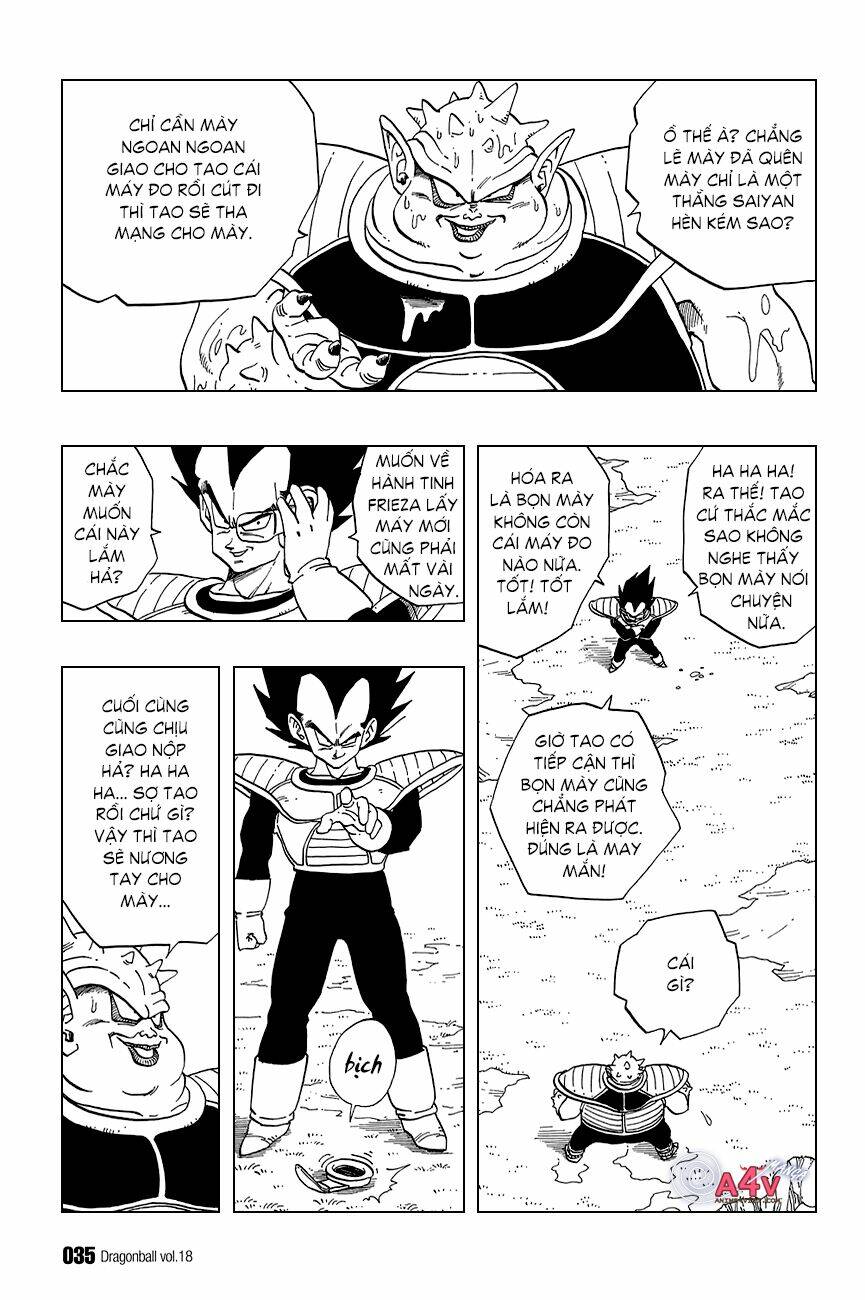 Ồ THẾ À? CHẲNG
LẼ MÀY ĐÃ QUÊN
MÀY CHỈ LÀ MỘT
THẰNG SAIYAN
HÈN KÉM SAO?
CHỈ CẦN MÀY
NGOAN NGOAN
GIAO CHO TAO CÁI
MÁY ĐO RỒI CÚT ĐI
THÌ TAO SẼ THA
MẠNG CHO MÀY.
HA HA HA!
RA THẾ! TAO
CỨ THẮC MẮC
SAO KHÔNG
NGHE THẤY
BỌN MÀY NÓI
CHUYỆN
NỮA.
HÓA RA
LÀ BỌN MÀY
KHÔNG CÒN
CÁI MÁY ĐO
NÀO NỮA.
TỐT! TỐT
LẮM!
GIỜ TAO CÓ
TIẾP CẬN THÌ
BỌN MÀY CŨNG
CHẲNG PHÁT
HIỆN RA ĐƯỢC.
ĐÚNG LÀ MAY
MẮN!
CÁI
GÌ?
MUỐN VỀ
HÀNH TINH
FRIEZA LẤY
MÁY MỚI
CŨNG PHẢI
MẤT VÀI
NGÀY.
CHẮC
MÀY
MUỐN
CÁI NÀY
LẮM
HẢ?
bịch
CUỐI CÙNG
CŨNG CHỊU
GIAO NỘP
HẢ? HA HA
HA... SỢ TAO
RỒI CHỨ GÌ?
VẬY THÌ TAO
SẼ NƯƠNG
TAY CHO
MÀY...
A4V
035 Dragonball vol.18